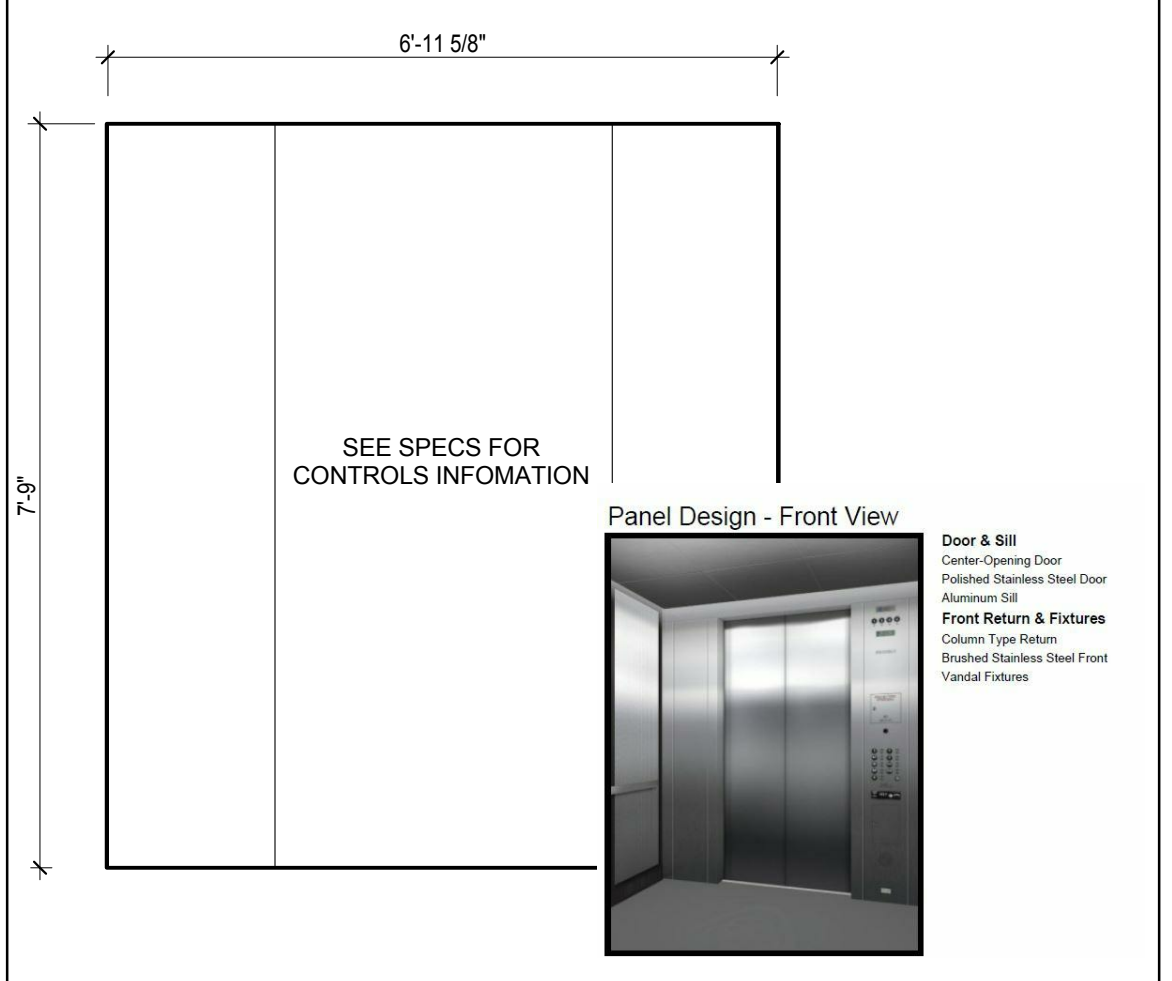 6'-11 5/8"
7'-9"
SEE SPECS FOR
CONTROLS INFOMATION
Panel Design - Front View
Door & Sill
Center-Opening Door
Polished Stainless Steel Door
Aluminum Sill
Front Return & Fixtures
Column Type Return
Brushed Stainless Steel Front
Vandal Fixtures